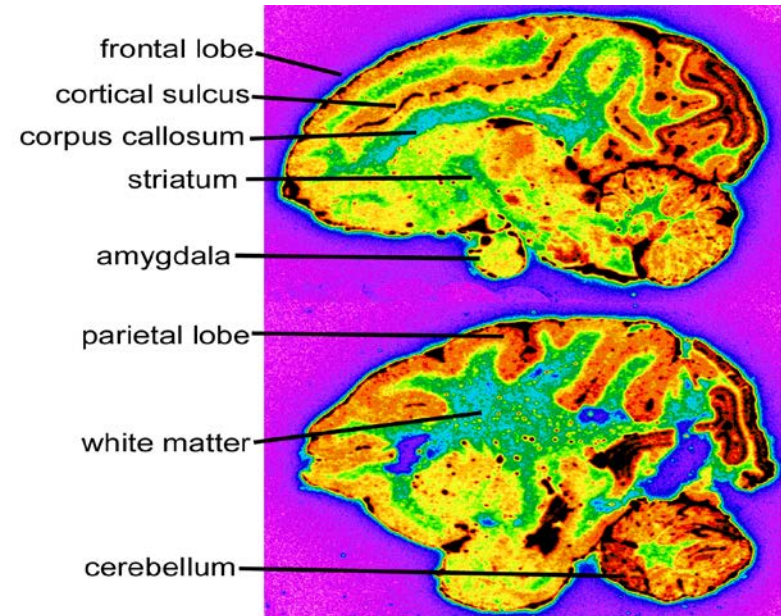 frontal lobe
cortical sulcus
corpus callosum
striatum
amygdala
parietal lobe
white matter
cerebellum